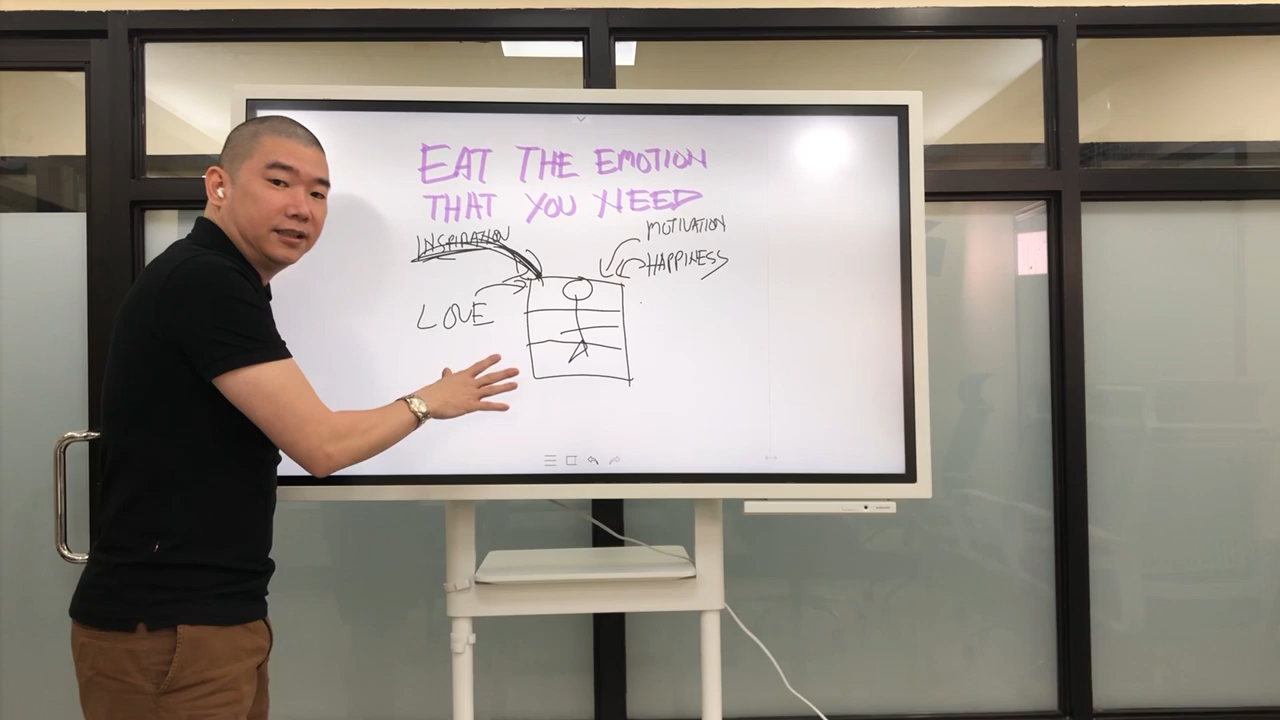 EAT THE EMOTION
THAT YOU NEED
INSPIRATION
MOTIVATION
HAPPINESS
LOVE